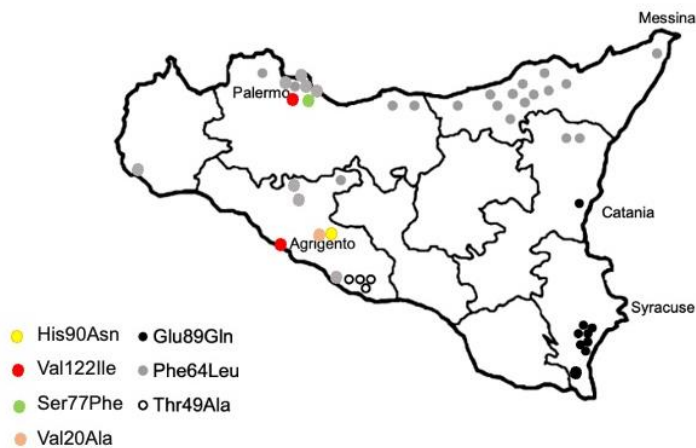 Messina
Palermo
Catania
Agrigento
Syracuse
His90Asn
Glu89Gln
Val122Ile
Phe64Leu
Ser77Phe
Thr49Ala
Val20Ala